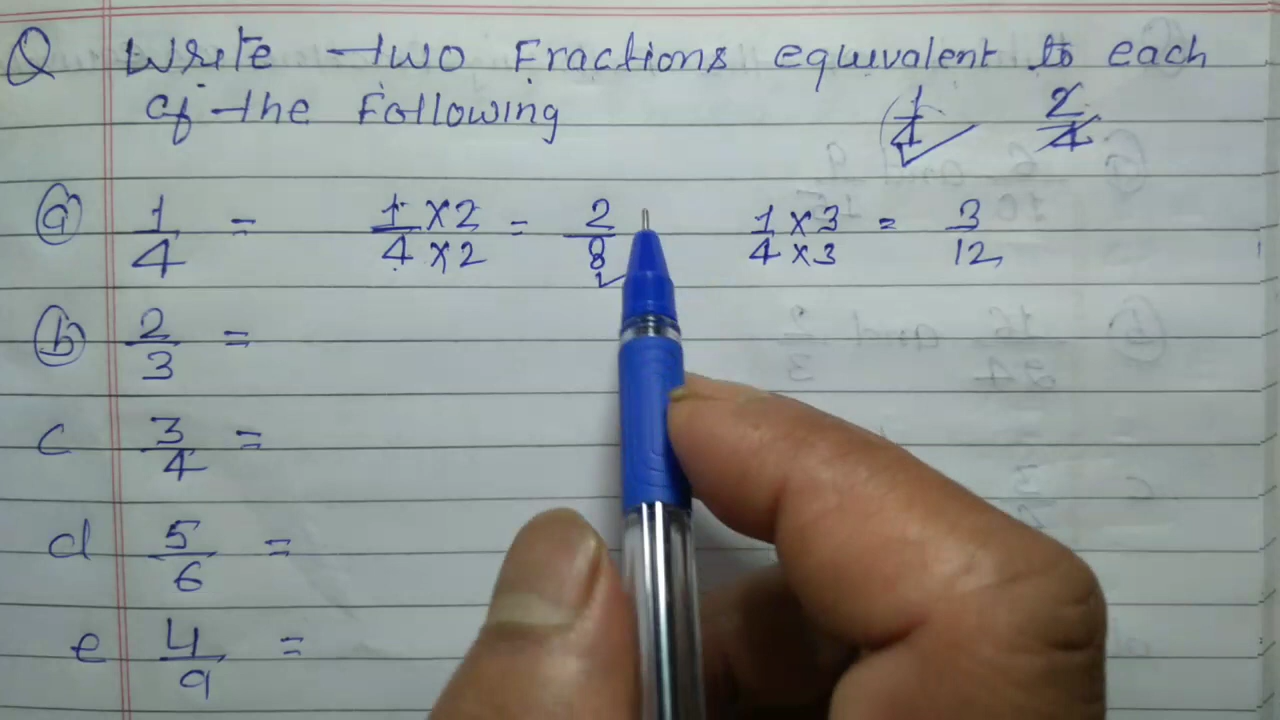 Q Write two Fractions equivalent to each
of the Following
1/4 2/4
(a) 1/4 = 1×2/4×2 = 2/8 1×3/4×3 = 3/12
(b) 2/3 =
c 3/4 =
d 5/6 =
e 4/9 =